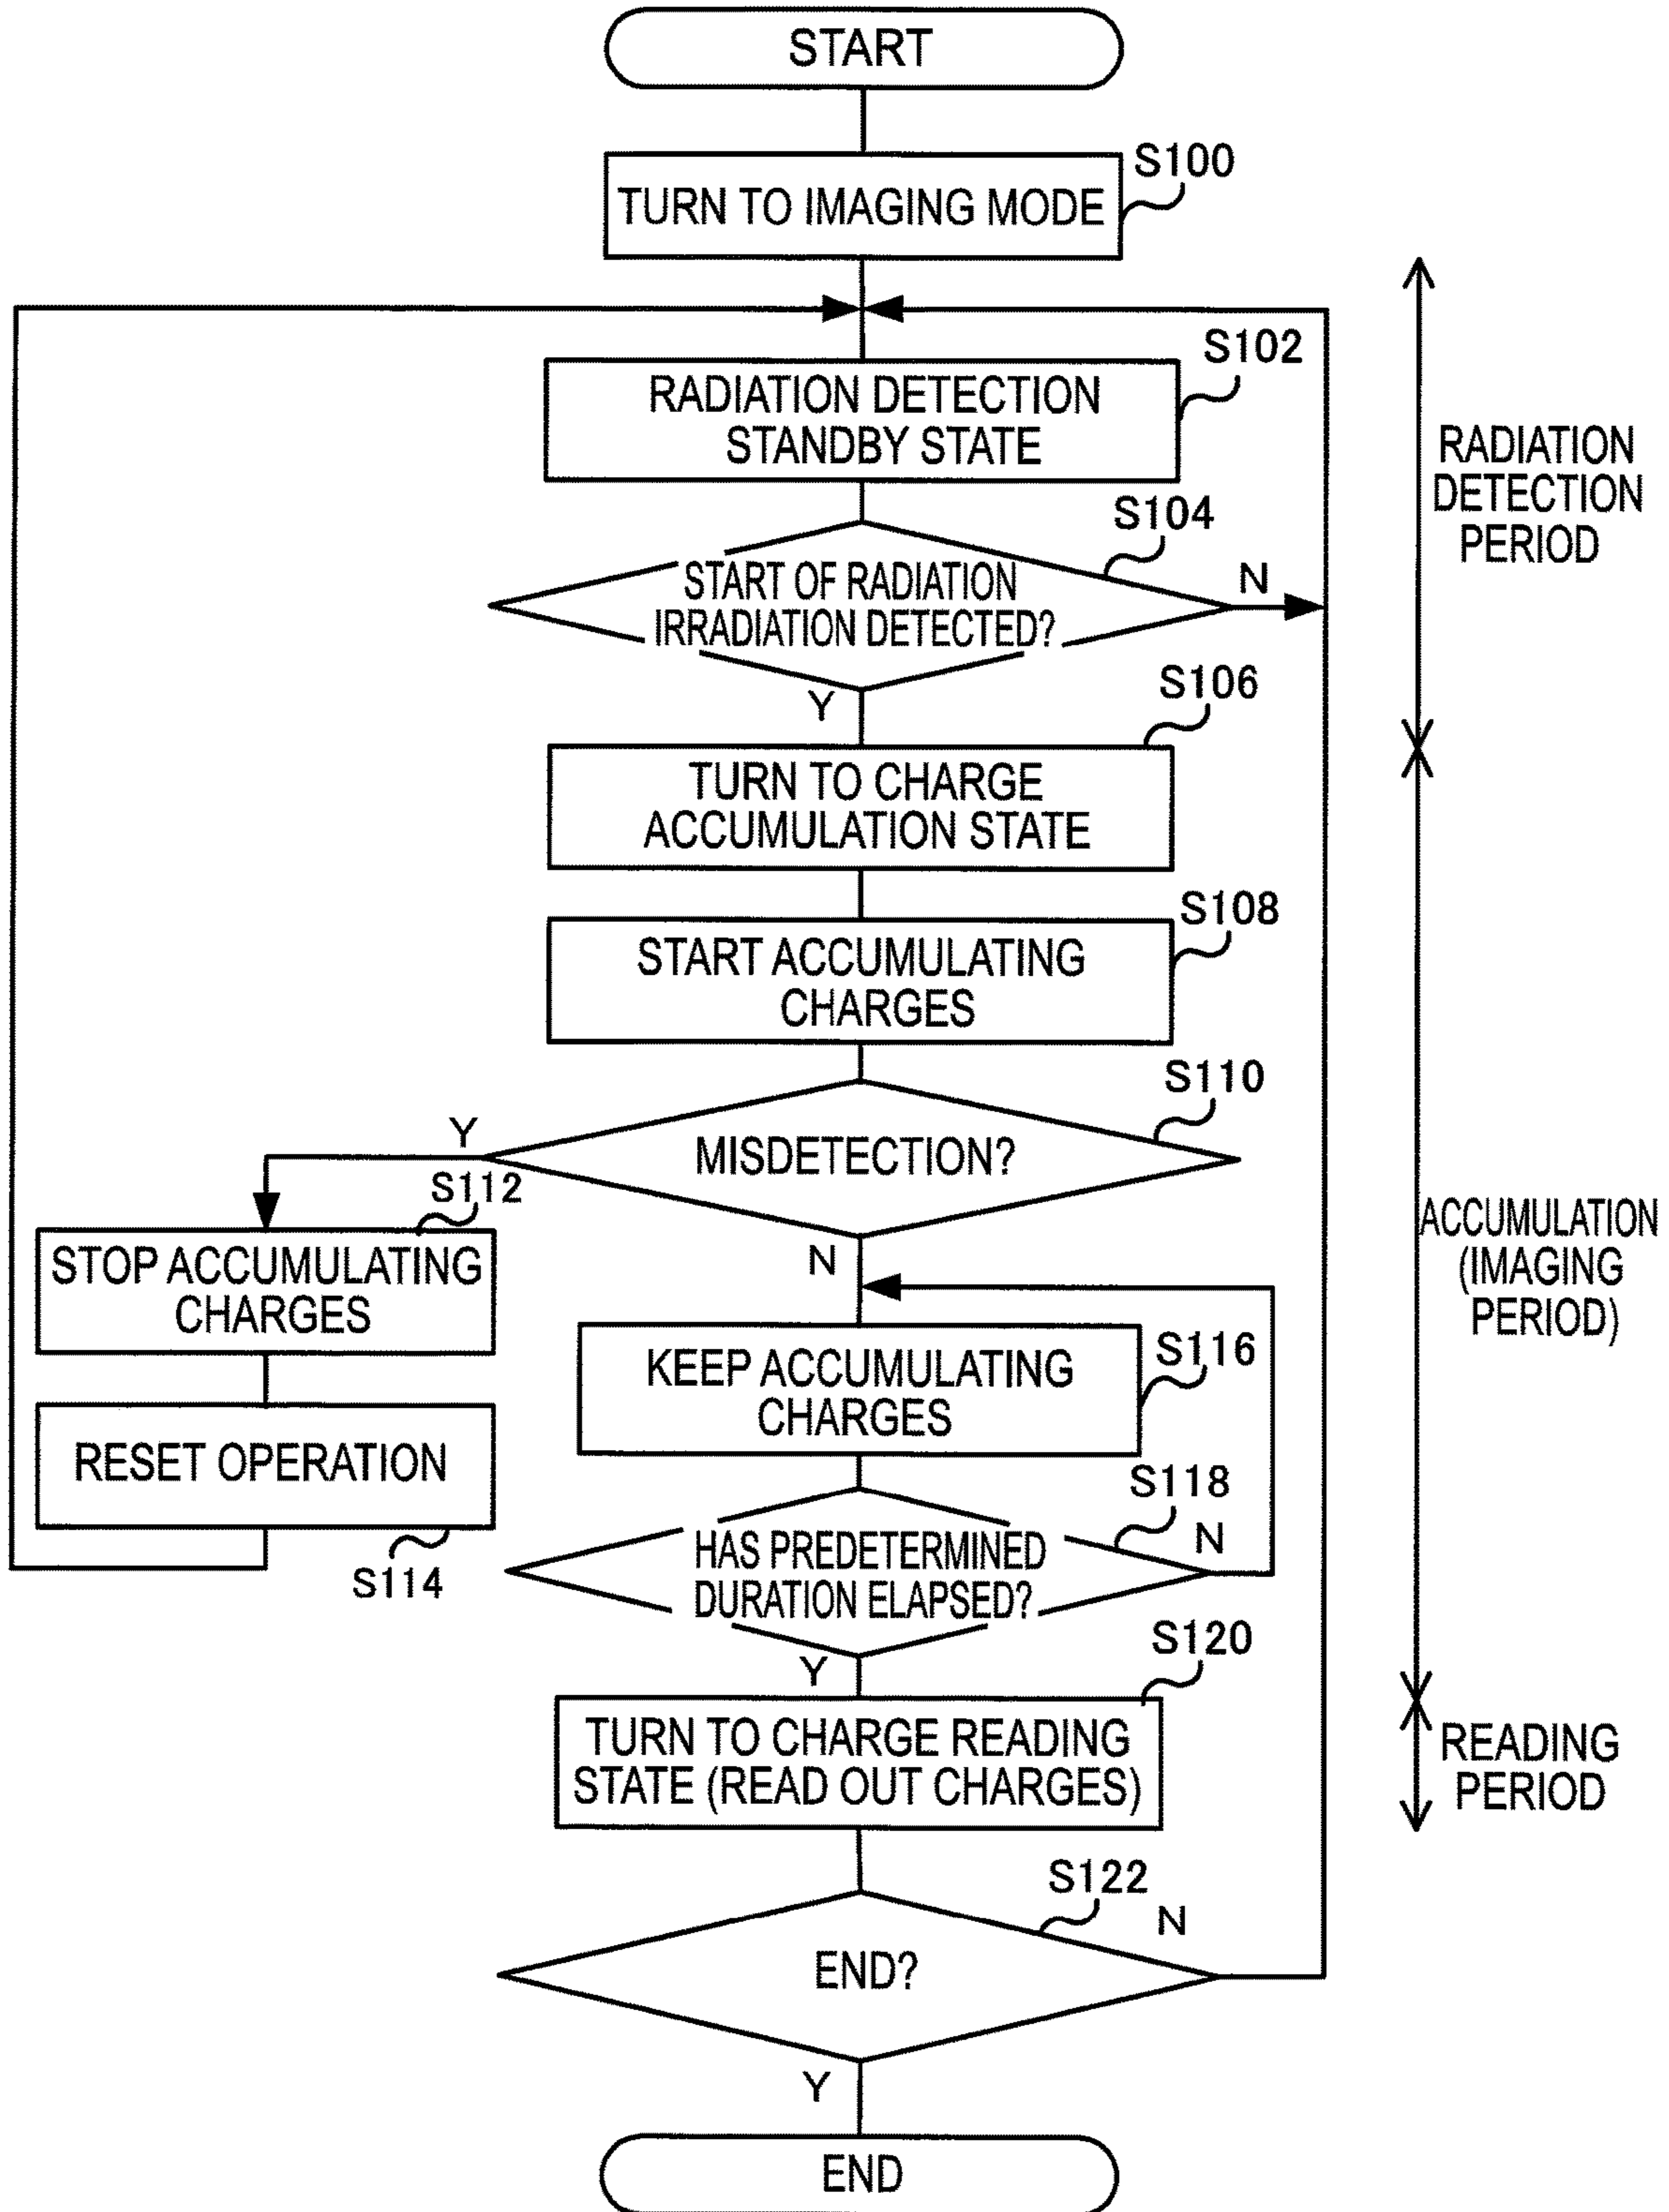 START
S100
TURN TO IMAGING MODE
S102
RADIATION DETECTION
STANDBY STATE
S104
START OF RADIATION
IRRADIATION DETECTED?
N
Y
RADIATION
DETECTION
PERIOD
S106
TURN TO CHARGE
ACCUMULATION STATE
S108
START ACCUMULATING
CHARGES
S110
MISDETECTION?
Y
N
S112
STOP ACCUMULATING
CHARGES
RESET OPERATION
S114
ACCUMULATION
(IMAGING
PERIOD)
S116
KEEP ACCUMULATING
CHARGES
S118
HAS PREDETERMINED
DURATION ELAPSED?
N
Y
S120
TURN TO CHARGE READING
STATE (READ OUT CHARGES)
READING
PERIOD
S122
END?
N
Y
END